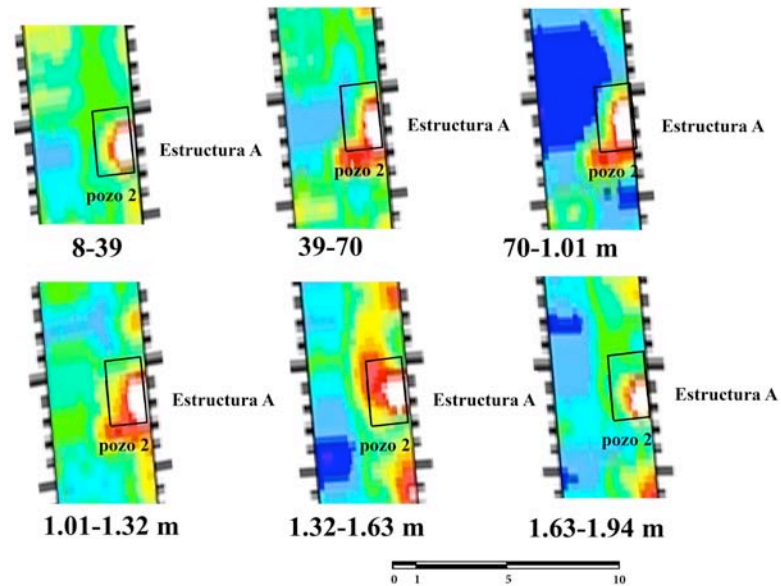 Estructura A
pozo 2
8-39
Estructura A
pozo 2
39-70
Estructura A
pozo 2
70-1.01 m
Estructura A
pozo 2
1.01-1.32 m
Estructura A
pozo 2
1.32-1.63 m
Estructura A
pozo 2
1.63-1.94 m
0 1 5 10